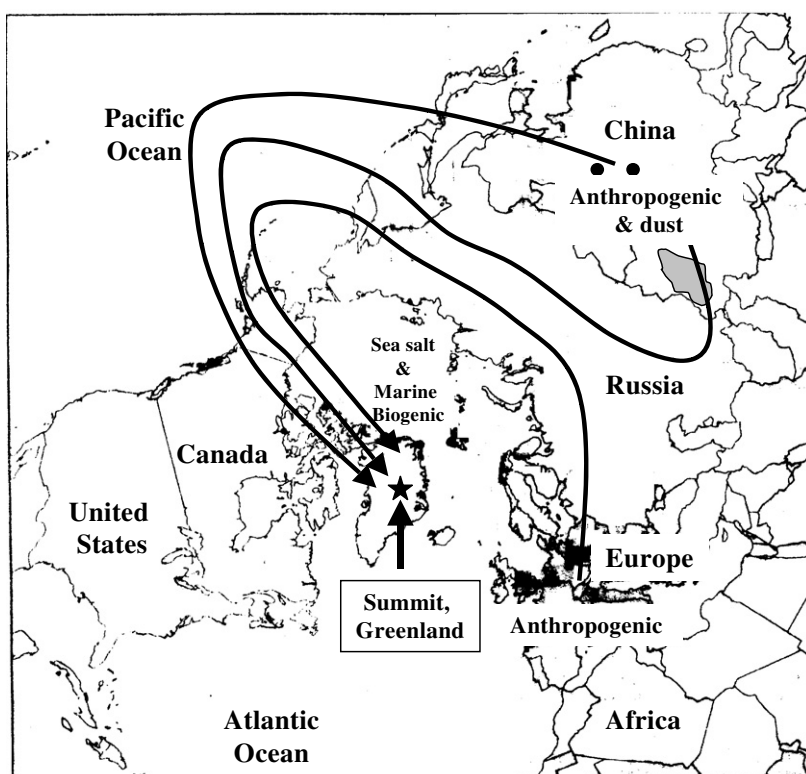 Pacific
Ocean
China
Anthropogenic
& dust
Sea salt
&
Marine
Biogenic
Russia
Canada
United
States
Europe
Summit,
Greenland
Anthropogenic
Atlantic
Ocean
Africa